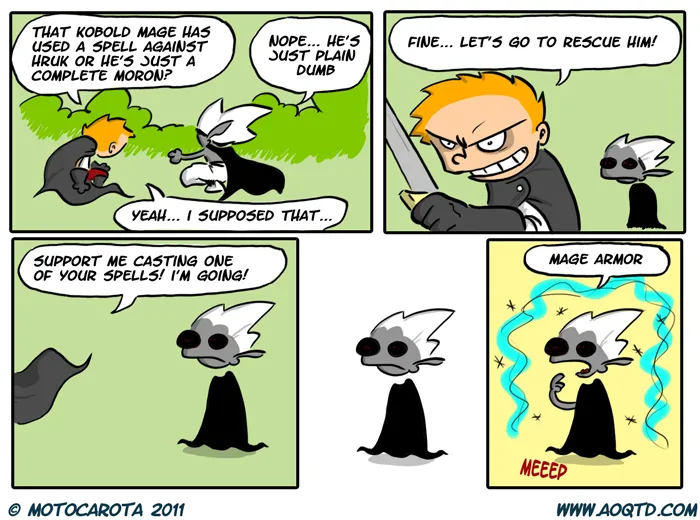 THAT KOBOLD MAGE HAS
USED A SPELL AGAINST
HRUK OR HE'S JUST A
COMPLETE MORON?
NOPE... HE'S
JUST PLAIN
DUMB
YEAH... I SUPPOSED THAT...
FINE... LET'S GO TO RESCUE HIM!
SUPPORT ME CASTING ONE
OF YOUR SPELLS! I'M GOING!
MAGE ARMOR
MEEEP
© MOTOCAROTA 2011
WWW.AOQTD.COM